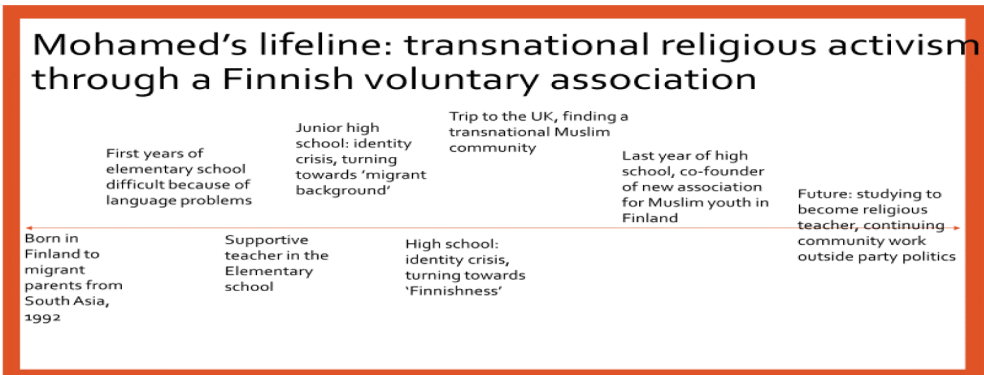 Mohamed’s lifeline: transnational religious activism
through a Finnish voluntary association
Born in
Finland to
migrant
parents from
South Asia,
1992
First years of
elementary school
difficult because of
language problems
Supportive
teacher in the
Elementary
school
Junior high
school: identity
crisis, turning
towards ‘migrant
background’
High school:
identity crisis,
turning towards
‘Finnishness’
Trip to the UK, finding a
transnational Muslim
community
Last year of high
school, co-founder
of new association
for Muslim youth in
Finland
Future: studying to
become religious
teacher, continuing
community work
outside party politics